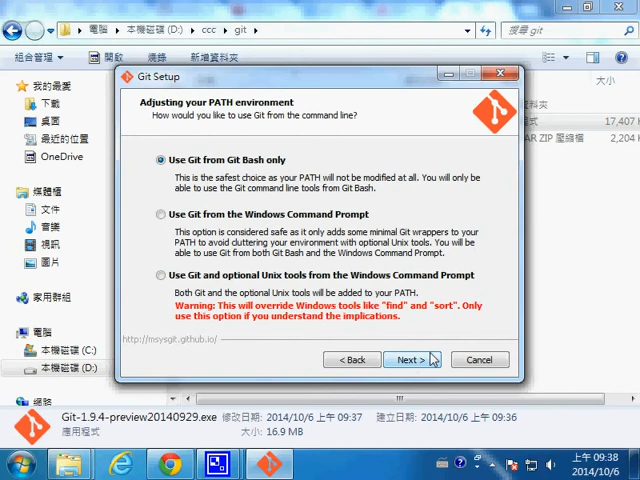 電腦 ▸ 本機磁碟 (D:) ▸ ccc ▸ git ▸
搜尋 git
組合管理 開啟 燒錄 新增資料夾
我的最愛
下載
桌面
最近的位置
OneDrive
媒體櫃
文件
音樂
視訊
圖片
家用群組
電腦
本機磁碟 (C:)
本機磁碟 (D:)
網路
大小
17,407 K
AR ZIP 壓縮檔
2,204 K
Git Setup
Adjusting your PATH environment
How would you like to use Git from the command line?
Use Git from Git Bash only
This is the safest choice as your PATH will not be modified at all. You will only
be able to use the Git command line tools from Git Bash.
Use Git from the Windows Command Prompt
This option is considered safe as it only adds some minimal Git wrappers to your
PATH to avoid cluttering your environment with optional Unix tools. You will be
able to use Git from both Git Bash and the Windows Command Prompt.
Use Git and optional Unix tools from the Windows Command Prompt
Both Git and the optional Unix tools will be added to your PATH.
Warning: This will override Windows tools like "find" and "sort". Only
use this option if you understand the implications.
http://msysgit.github.io/
< Back
Next >
Cancel
Git-1.9.4-preview20140929.exe 修改日期: 2014/10/6 上午 09:37 建立日期: 2014/10/6 上午 09:36
應用程式 大小: 16.9 MB
上午 09:38
2014/10/6